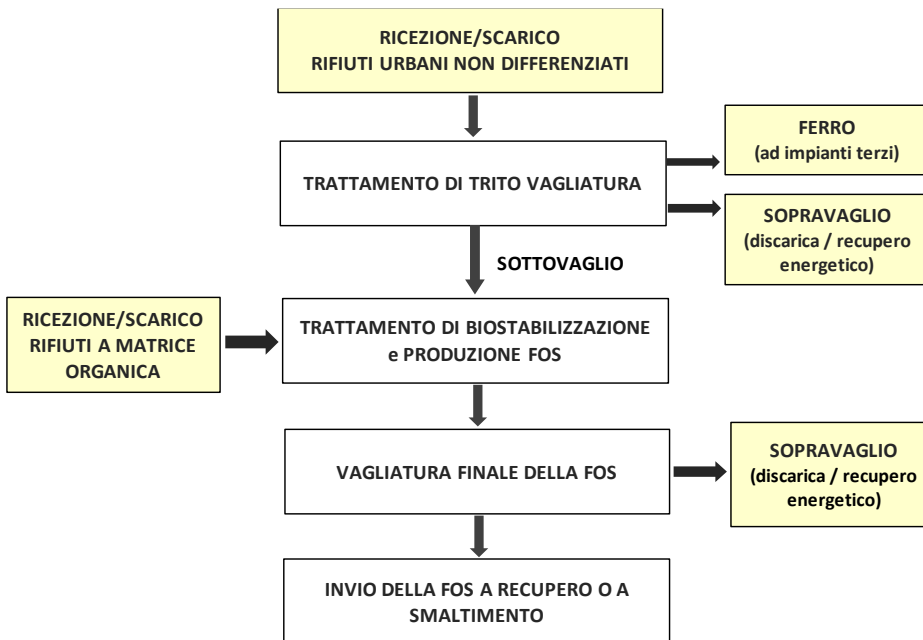 RICEZIONE/SCARICO
RIFIUTI URBANI NON DIFFERENZIATI
FERRO
(ad impianti terzi)
TRATTAMENTO DI TRITO VAGLIATURA
SOPRAVAGLIO
(discarica / recupero
energetico)
SOTTOVAGLIO
RICEZIONE/SCARICO
RIFIUTI A MATRICE
ORGANICA
TRATTAMENTO DI BIOSTABILIZZAZIONE
e PRODUZIONE FOS
VAGLIATURA FINALE DELLA FOS
SOPRAVAGLIO
(discarica / recupero
energetico)
INVIO DELLA FOS A RECUPERO O A
SMALTIMENTO